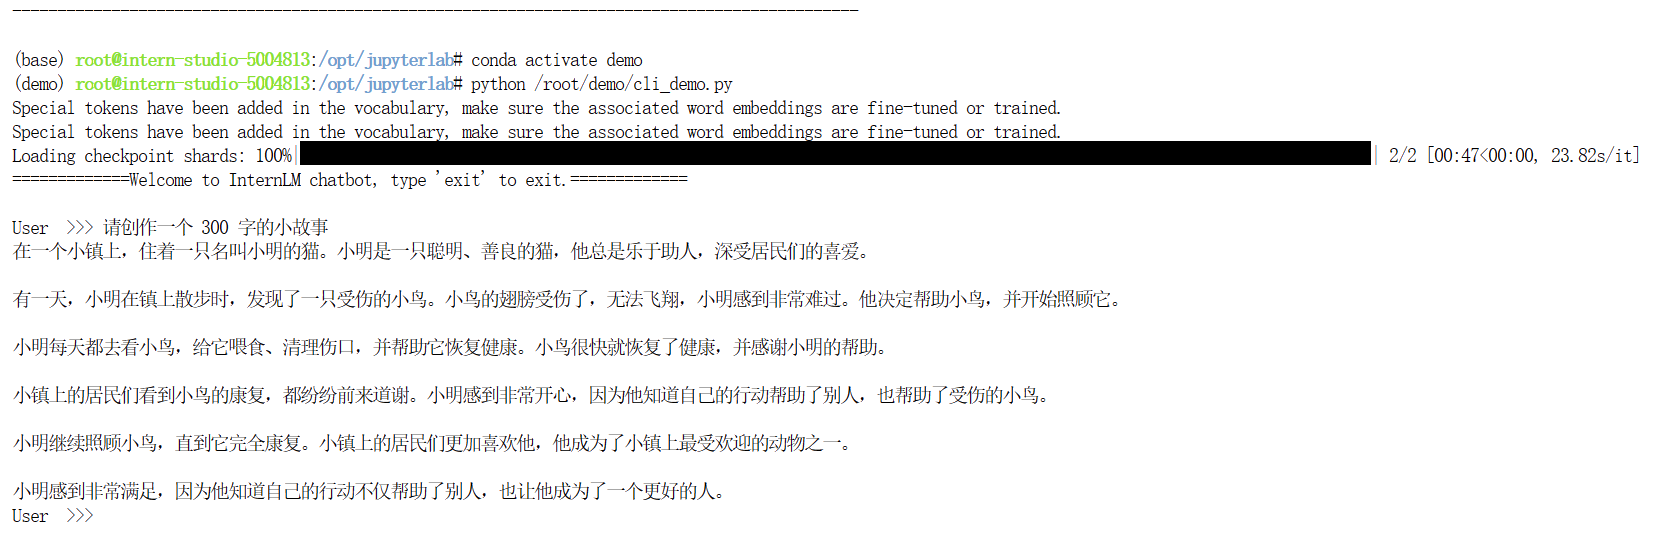 ------------------------------------------------------------------------------------------------
(base) root@intern-studio-5004813:/opt/jupyterlab# conda activate demo
(demo) root@intern-studio-5004813:/opt/jupyterlab# python /root/demo/cli_demo.py
Special tokens have been added in the vocabulary, make sure the associated word embeddings are fine-tuned or trained.
Special tokens have been added in the vocabulary, make sure the associated word embeddings are fine-tuned or trained.
Loading checkpoint shards: 100%|██████████| 2/2 [00:47<00:00, 23.82s/it]
=============Welcome to InternLM chatbot, type 'exit' to exit.=============
User  >>> 请创作一个 300 字的小故事
在一个小镇上，住着一只名叫小明的猫。小明是一只聪明、善良的猫，他总是乐于助人，深受居民们的喜爱。
有一天，小明在镇上散步时，发现了一只受伤的小鸟。小鸟的翅膀受伤了，无法飞翔，小明感到非常难过。他决定帮助小鸟，并开始照顾它。
小明每天都去看小鸟，给它喂食、清理伤口，并帮助它恢复健康。小鸟很快就恢复了健康，并感谢小明的帮助。
小镇上的居民们看到小鸟的康复，都纷纷前来道谢。小明感到非常开心，因为他知道自己的行动帮助了别人，也帮助了受伤的小鸟。
小明继续照顾小鸟，直到它完全康复。小镇上的居民们更加喜欢他，他成为了小镇上最受欢迎的动物之一。
小明感到非常满足，因为他知道自己的行动不仅帮助了别人，也让他成为了一个更好的人。
User  >>>